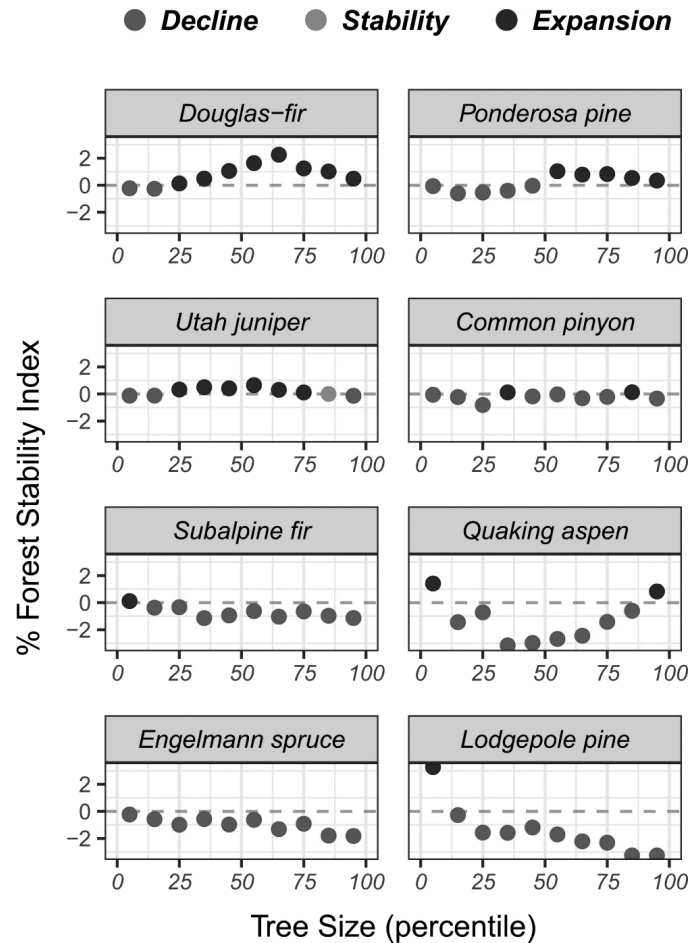 Decline Stability Expansion
Douglas−fir Ponderosa pine
2
0
−2
0 25 50 75 100 0 25 50 75 100
Utah juniper Common pinyon
2
0
−2
0 25 50 75 100 0 25 50 75 100
Subalpine fir Quaking aspen
2
0
−2
0 25 50 75 100 0 25 50 75 100
Engelmann spruce Lodgepole pine
2
0
−2
0 25 50 75 100 0 25 50 75 100
% Forest Stability Index
Tree Size (percentile)